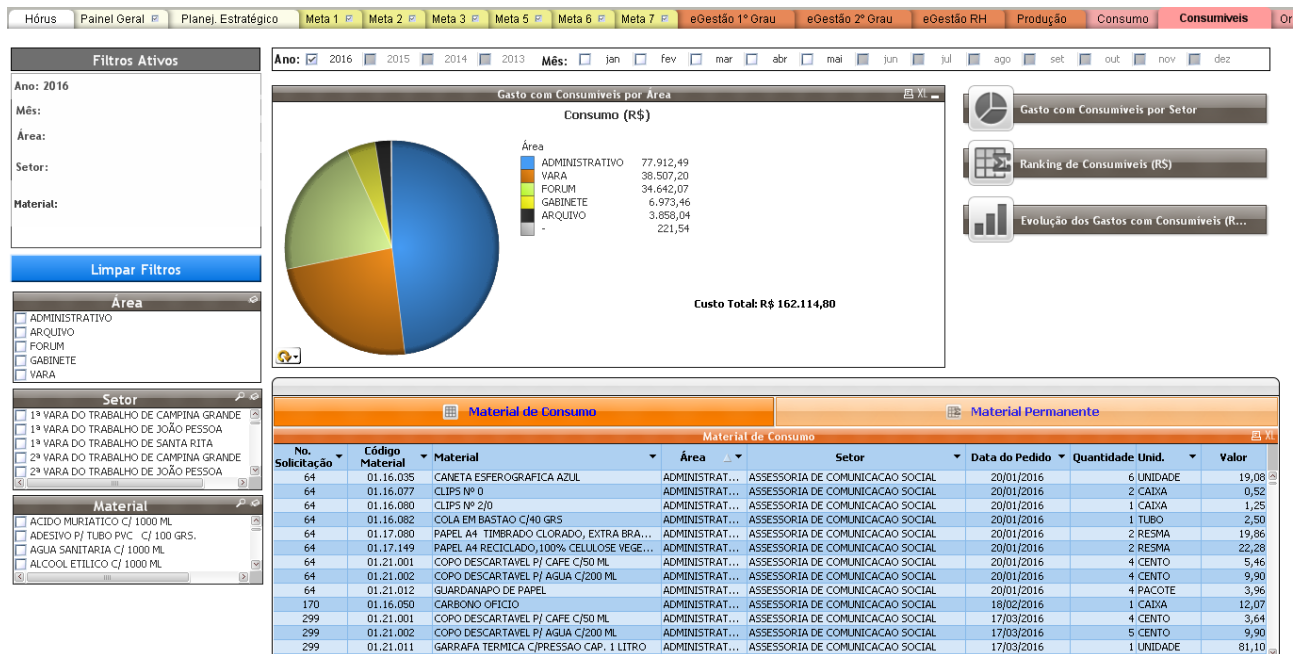 Hórus Painel Geral Planej. Estratégico Meta 1 Meta 2 Meta 3 Meta 5 Meta 6 Meta 7 eGestão 1º Grau eGestão 2º Grau eGestão RH Produção Consumo Consumíveis Or
Filtros Ativos
Ano: 2016
Mês:
Área:
Setor:
Material:
Limpar Filtros
Área
ADMINISTRATIVO
ARQUIVO
FORUM
GABINETE
VARA
Setor
1ª VARA DO TRABALHO DE CAMPINA GRANDE
1ª VARA DO TRABALHO DE JOÃO PESSOA
1ª VARA DO TRABALHO DE SANTA RITA
2ª VARA DO TRABALHO DE CAMPINA GRANDE
2ª VARA DO TRABALHO DE JOÃO PESSOA
Material
ACIDO MURIATICO C/ 1000 ML
ADESIVO P/ TUBO PVC C/ 100 GRS.
AGUA SANITARIA C/ 1000 ML
ALCOOL ETILICO C/ 1000 ML
Ano: 2016 2015 2014 2013 Mês: jan fev mar abr mai jun jul ago set out nov dez
Gasto com Consumíveis por Área XL
Consumo (R$)
Área
ADMINISTRATIVO 77.912,49
VARA 38.507,20
FORUM 34.642,07
GABINETE 6.973,46
ARQUIVO 3.858,04
- 221,54
Custo Total: R$ 162.114,80
Gasto com Consumíveis por Setor
Ranking de Consumíveis (R$)
Evolução dos Gastos com Consumíveis (R...
Material de Consumo Material Permanente
Material de Consumo XL
No. Solicitação Código Material Material Área Setor Data do Pedido Quantidade Unid. Valor
64 01.16.035 CANETA ESFEROGRAFICA AZUL ADMINISTRAT... ASSESSORIA DE COMUNICACAO SOCIAL 20/01/2016 6 UNIDADE 19,08
64 01.16.077 CLIPS Nº 0 ADMINISTRAT... ASSESSORIA DE COMUNICACAO SOCIAL 20/01/2016 2 CAIXA 0,52
64 01.16.080 CLIPS Nº 2/0 ADMINISTRAT... ASSESSORIA DE COMUNICACAO SOCIAL 20/01/2016 1 CAIXA 1,25
64 01.16.082 COLA EM BASTAO C/40 GRS ADMINISTRAT... ASSESSORIA DE COMUNICACAO SOCIAL 20/01/2016 1 TUBO 2,50
64 01.17.080 PAPEL A4 TIMBRADO CLORADO, EXTRA BRA... ADMINISTRAT... ASSESSORIA DE COMUNICACAO SOCIAL 20/01/2016 2 RESMA 19,86
64 01.17.149 PAPEL A4 RECICLADO,100% CELULOSE VEGE... ADMINISTRAT... ASSESSORIA DE COMUNICACAO SOCIAL 20/01/2016 2 RESMA 22,28
64 01.21.001 COPO DESCARTAVEL P/ CAFE C/50 ML ADMINISTRAT... ASSESSORIA DE COMUNICACAO SOCIAL 20/01/2016 4 CENTO 5,46
64 01.21.002 COPO DESCARTAVEL P/ AGUA C/200 ML ADMINISTRAT... ASSESSORIA DE COMUNICACAO SOCIAL 20/01/2016 4 CENTO 9,90
64 01.21.012 GUARDANAPO DE PAPEL ADMINISTRAT... ASSESSORIA DE COMUNICACAO SOCIAL 20/01/2016 4 PACOTE 3,96
170 01.16.050 CARBONO OFICIO ADMINISTRAT... ASSESSORIA DE COMUNICACAO SOCIAL 18/02/2016 1 CAIXA 12,07
299 01.21.001 COPO DESCARTAVEL P/ CAFE C/50 ML ADMINISTRAT... ASSESSORIA DE COMUNICACAO SOCIAL 17/03/2016 4 CENTO 3,64
299 01.21.002 COPO DESCARTAVEL P/ AGUA C/200 ML ADMINISTRAT... ASSESSORIA DE COMUNICACAO SOCIAL 17/03/2016 5 CENTO 9,90
299 01.21.011 GARRAFA TERMICA C/PRESSAO CAP. 1 LITRO ADMINISTRAT... ASSESSORIA DE COMUNICACAO SOCIAL 17/03/2016 1 UNIDADE 81,10